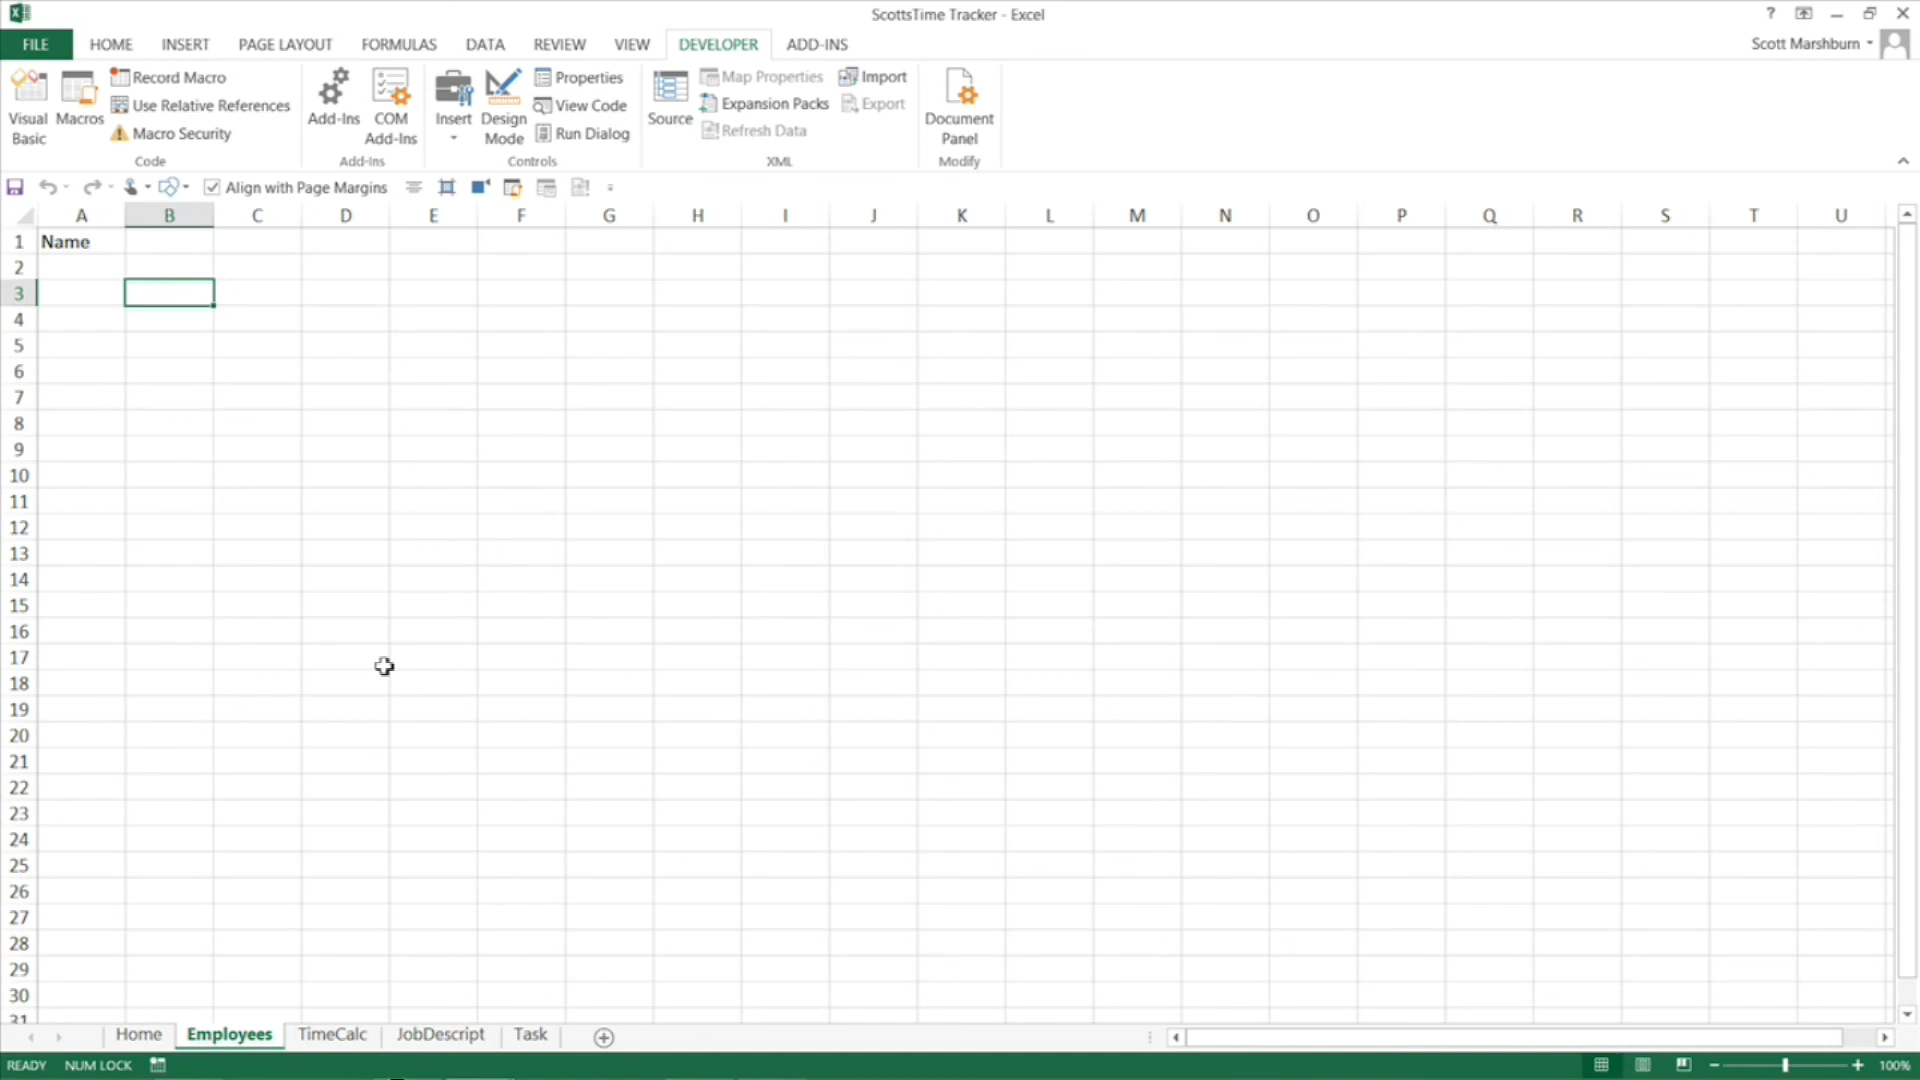 ScottsTime Tracker - Excel
?
FILE HOME INSERT PAGE LAYOUT FORMULAS DATA REVIEW VIEW DEVELOPER ADD-INS
Scott Marshburn
Visual Basic
Macros
Record Macro
Use Relative References
Macro Security
Code
Add-Ins
COM Add-Ins
Add-Ins
Insert
Design Mode
Properties
View Code
Run Dialog
Controls
Source
Map Properties
Expansion Packs
Refresh Data
Import
Export
XML
Document Panel
Modify
Align with Page Margins
A B C D E F G H I J K L M N O P Q R S T U
1 Name
2
3
4
5
6
7
8
9
10
11
12
13
14
15
16
17
18
19
20
21
22
23
24
25
26
27
28
29
30
31
Home Employees TimeCalc JobDescript Task
READY NUM LOCK 100%